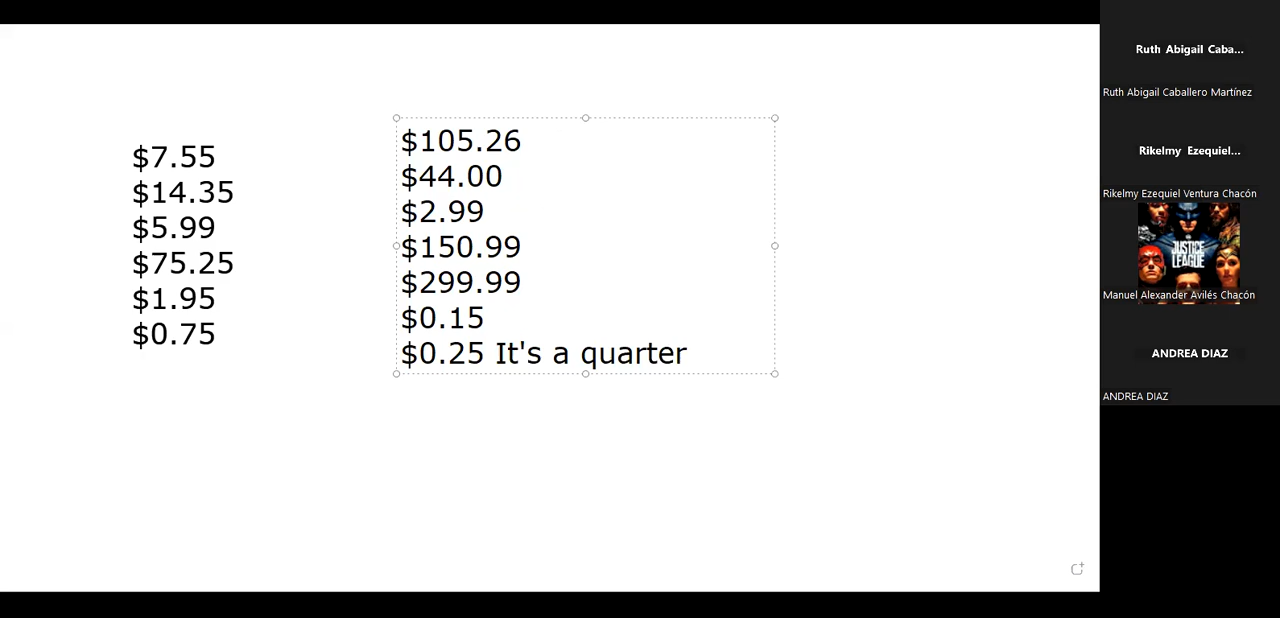 $7.55
$14.35
$5.99
$75.25
$1.95
$0.75
$105.26
$44.00
$2.99
$150.99
$299.99
$0.15
$0.25 It's a quarter
Ruth Abigail Caba...
Ruth Abigail Caballero Martínez
Rikelmy Ezequiel...
Rikelmy Ezequiel Ventura Chacón
JUSTICE
LEAGUE
Manuel Alexander Avilés Chacón
ANDREA DIAZ
ANDREA DIAZ